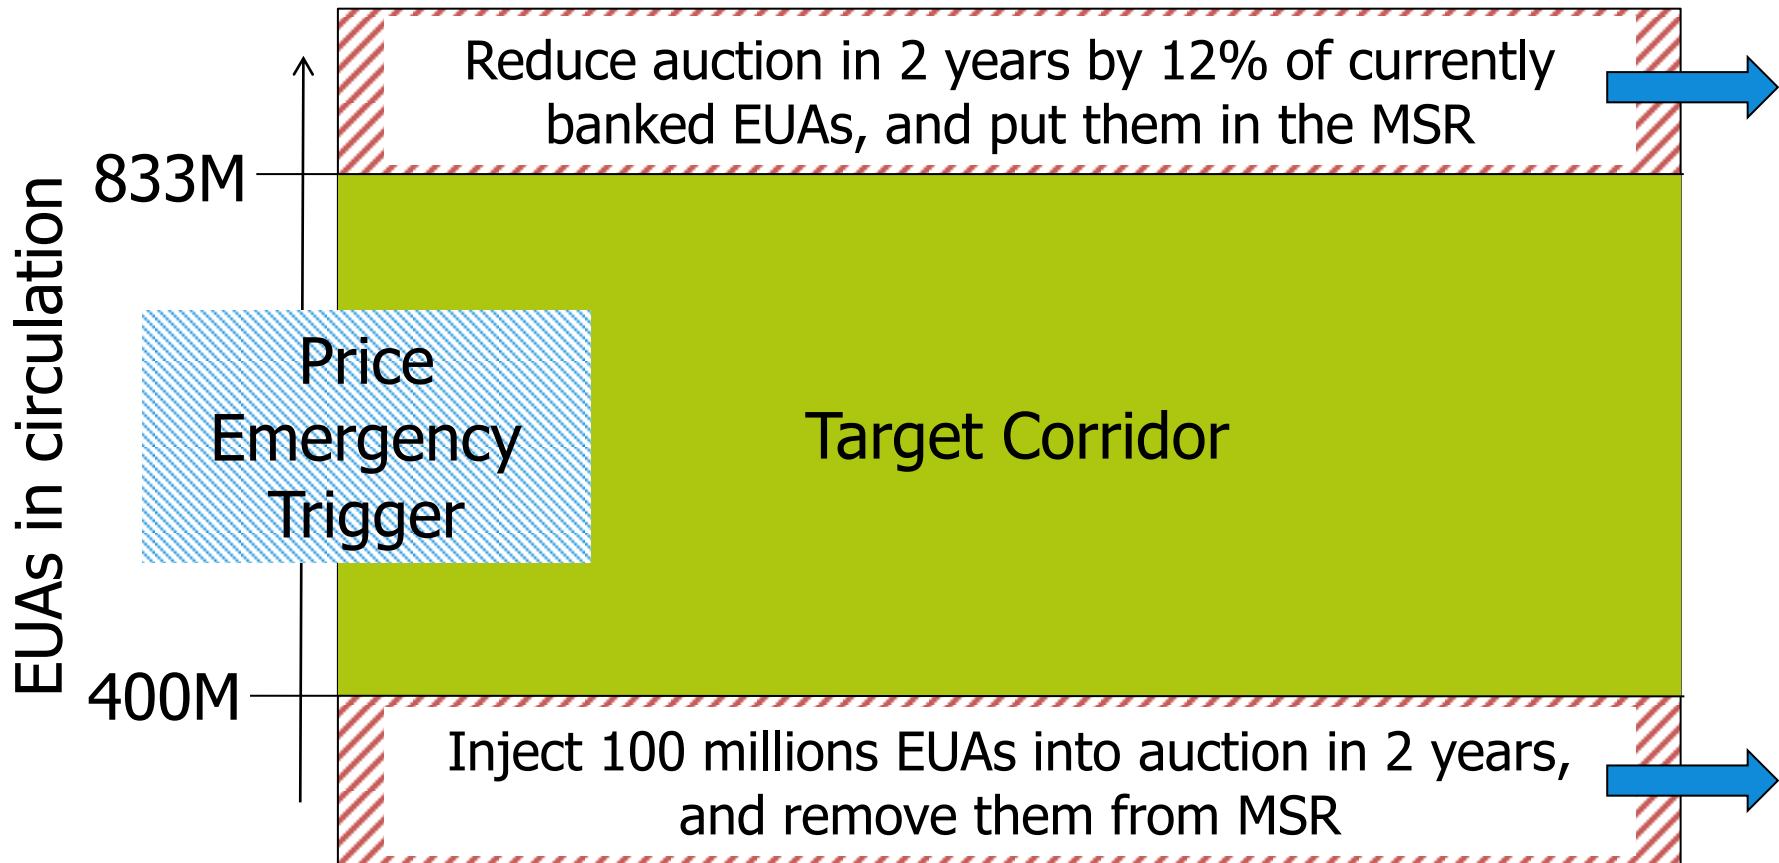 Reduce auction in 2 years by 12% of currently
banked EUAs, and put them in the MSR
833M
EUAs in circulation
Price
Emergency
Trigger
Target Corridor
400M
Inject 100 millions EUAs into auction in 2 years,
and remove them from MSR